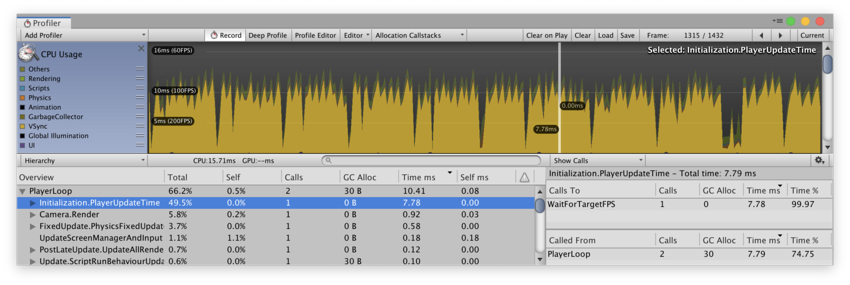 Profiler
Add Profiler Record Deep Profile Profile Editor Editor Allocation Callstacks Clear on Play Clear Load Save Frame: 1315 / 1432 Current
CPU Usage
Others
Rendering
Scripts
Physics
Animation
GarbageCollector
VSync
Global Illumination
UI
16ms (60FPS)
Selected: Initialization.PlayerUpdateTime
10ms (100FPS)
0.00ms
5ms (200FPS)
7.78ms
Hierarchy CPU:15.71ms GPU:--ms Show Calls
Overview Total Self Calls GC Alloc Time ms Self ms
PlayerLoop 66.2% 0.5% 2 30 B 10.41 0.08
Initialization.PlayerUpdateTime 49.5% 0.0% 1 0 B 7.78 0.00
Camera.Render 5.8% 0.2% 1 0 B 0.92 0.03
FixedUpdate.PhysicsFixedUpdat 3.7% 0.0% 1 0 B 0.58 0.00
UpdateScreenManagerAndInput 1.1% 1.1% 1 0 B 0.18 0.18
PostLateUpdate.UpdateAllRende 0.7% 0.0% 1 0 B 0.12 0.00
Update.ScriptRunBehaviourUpda 0.6% 0.0% 1 30 B 0.10 0.00
Initialization.PlayerUpdateTime - Total time: 7.79 ms
Calls To Calls GC Alloc Time ms Time %
WaitForTargetFPS 1 0 7.78 99.97
Called From Calls GC Alloc Time ms Time %
PlayerLoop 2 30 7.79 74.75